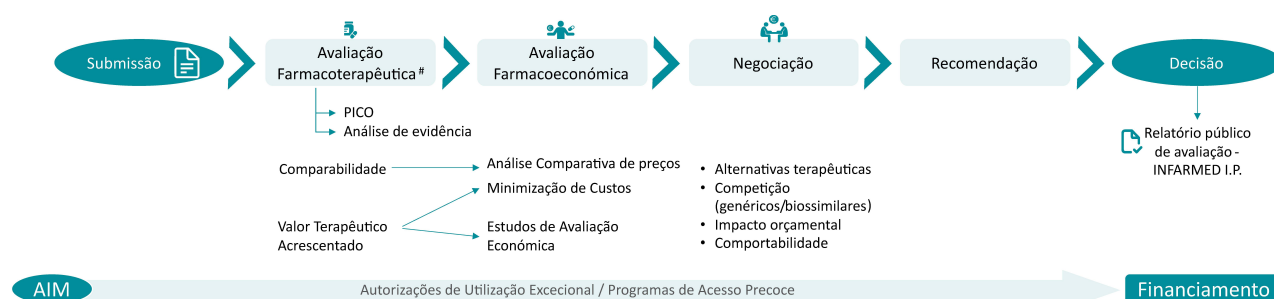 Submissão
Avaliação
Farmacoterapêutica #
Avaliação
Farmacoeconómica
Negociação
Recomendação
Decisão
PICO
Análise de evidência
Comparabilidade
Valor Terapêutico
Acrescentado
Análise Comparativa de preços
Minimização de Custos
Estudos de Avaliação
Económica
• Alternativas terapêuticas
• Competição
(genéricos/biossimilares)
• Impacto orçamental
• Comportabilidade
Relatório público
de avaliação -
INFARMED I.P.
AIM
Autorizações de Utilização Excecional / Programas de Acesso Precoce
Financiamento